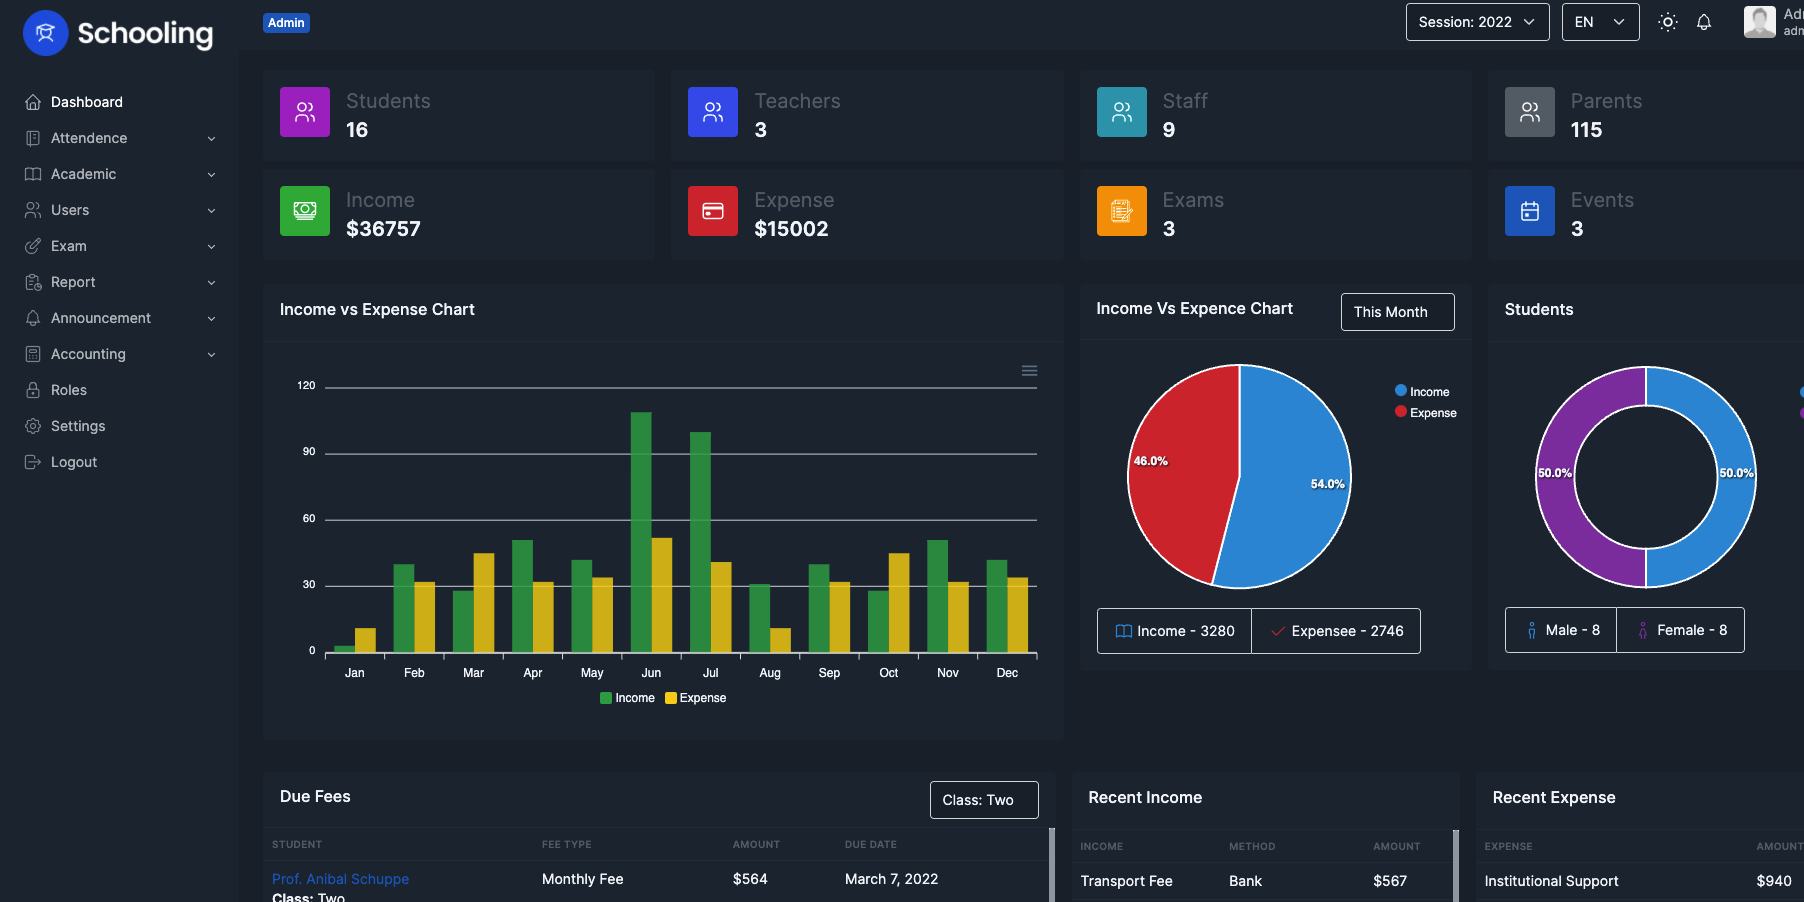 Schooling
Admin
Session: 2022
EN
Dashboard
Attendence
Academic
Users
Exam
Report
Announcement
Accounting
Roles
Settings
Logout
Students
16
Teachers
3
Staff
9
Parents
115
Income
$36757
Expense
$15002
Exams
3
Events
3
Income vs Expense Chart
120
90
60
30
0
Jan Feb Mar Apr May Jun Jul Aug Sep Oct Nov Dec
Income Expense
Income Vs Expence Chart
This Month
Income
Expense
46.0%
54.0%
Income - 3280
Expensee - 2746
Students
50.0%
50.0%
Male - 8
Female - 8
Due Fees
Class: Two
STUDENT FEE TYPE AMOUNT DUE DATE
Prof. Anibal Schuppe Monthly Fee $564 March 7, 2022
Class: Two
Recent Income
INCOME METHOD AMOUNT
Transport Fee Bank $567
Recent Expense
EXPENSE AMOUNT
Institutional Support $940